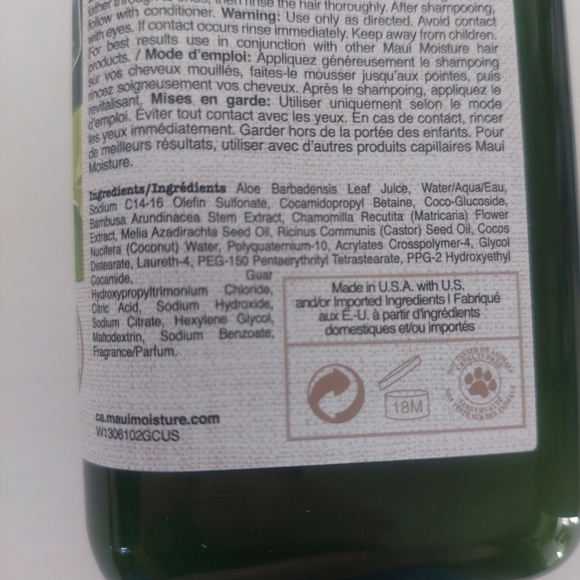 then rinse the hair thoroughly. After shampooing,
follow with conditioner. Warning: Use only as directed. Avoid contact
with eyes. If contact occurs rinse immediately. Keep away from children.
For best results use in conjunction with other Maui Moisture hair
products. / Mode d'emploi: Appliquez généreusement le shampoing
sur vos cheveux mouillés, faites-le mousser jusqu'aux pointes, puis
rincez soigneusement vos cheveux. Après le shampoing, appliquez le
revitalisant. Mises en garde: Utiliser uniquement selon le mode
d'emploi. Éviter tout contact avec les yeux. En cas de contact, rincer
les yeux immédiatement. Garder hors de la portée des enfants. Pour
de meilleurs résultats, utiliser avec d'autres produits capillaires Maui
Moisture.
Ingredients/Ingrédients Aloe Barbadensis Leaf Juice, Water/Aqua/Eau,
Sodium C14-16 Olefin Sulfonate, Cocamidopropyl Betaine, Coco-Glucoside,
Bambusa Arundinacea Stem Extract, Chamomilla Recutita (Matricaria) Flower
Extract, Melia Azadirachta Seed Oil, Ricinus Communis (Castor) Seed Oil, Cocos
Nucifera (Coconut) Water, Polyquaternium-10, Acrylates Crosspolymer-4, Glycol
Distearate, Laureth-4, PEG-150 Pentaerythrityl Tetrastearate, PPG-2 Hydroxyethyl
Cocamide, Guar
Hydroxypropyltrimonium Chloride,
Citric Acid, Sodium Hydroxide,
Sodium Citrate, Hexylene Glycol,
Maltodextrin, Sodium Benzoate,
Fragrance/Parfum.
Made in U.S.A. with U.S.
and/or Imported Ingredients | Fabriqué
aux É.-U. à partir d'ingrédients
domestiques et/ou importés
18M
ca.mauimoisture.com
W1306102GCUS